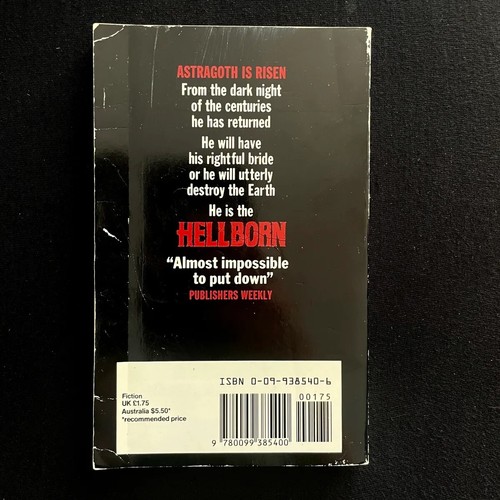 ASTRAGOTH IS RISEN
From the dark night
of the centuries
he has returned
He will have
his rightful bride
or he will utterly
destroy the Earth
He is the
HELLBORN
“Almost impossible
to put down”
PUBLISHERS WEEKLY
ISBN 0-09-938540-6
00175
Fiction
UK £1.75
Australia $5.50*
*recommended price
9 780099 385400